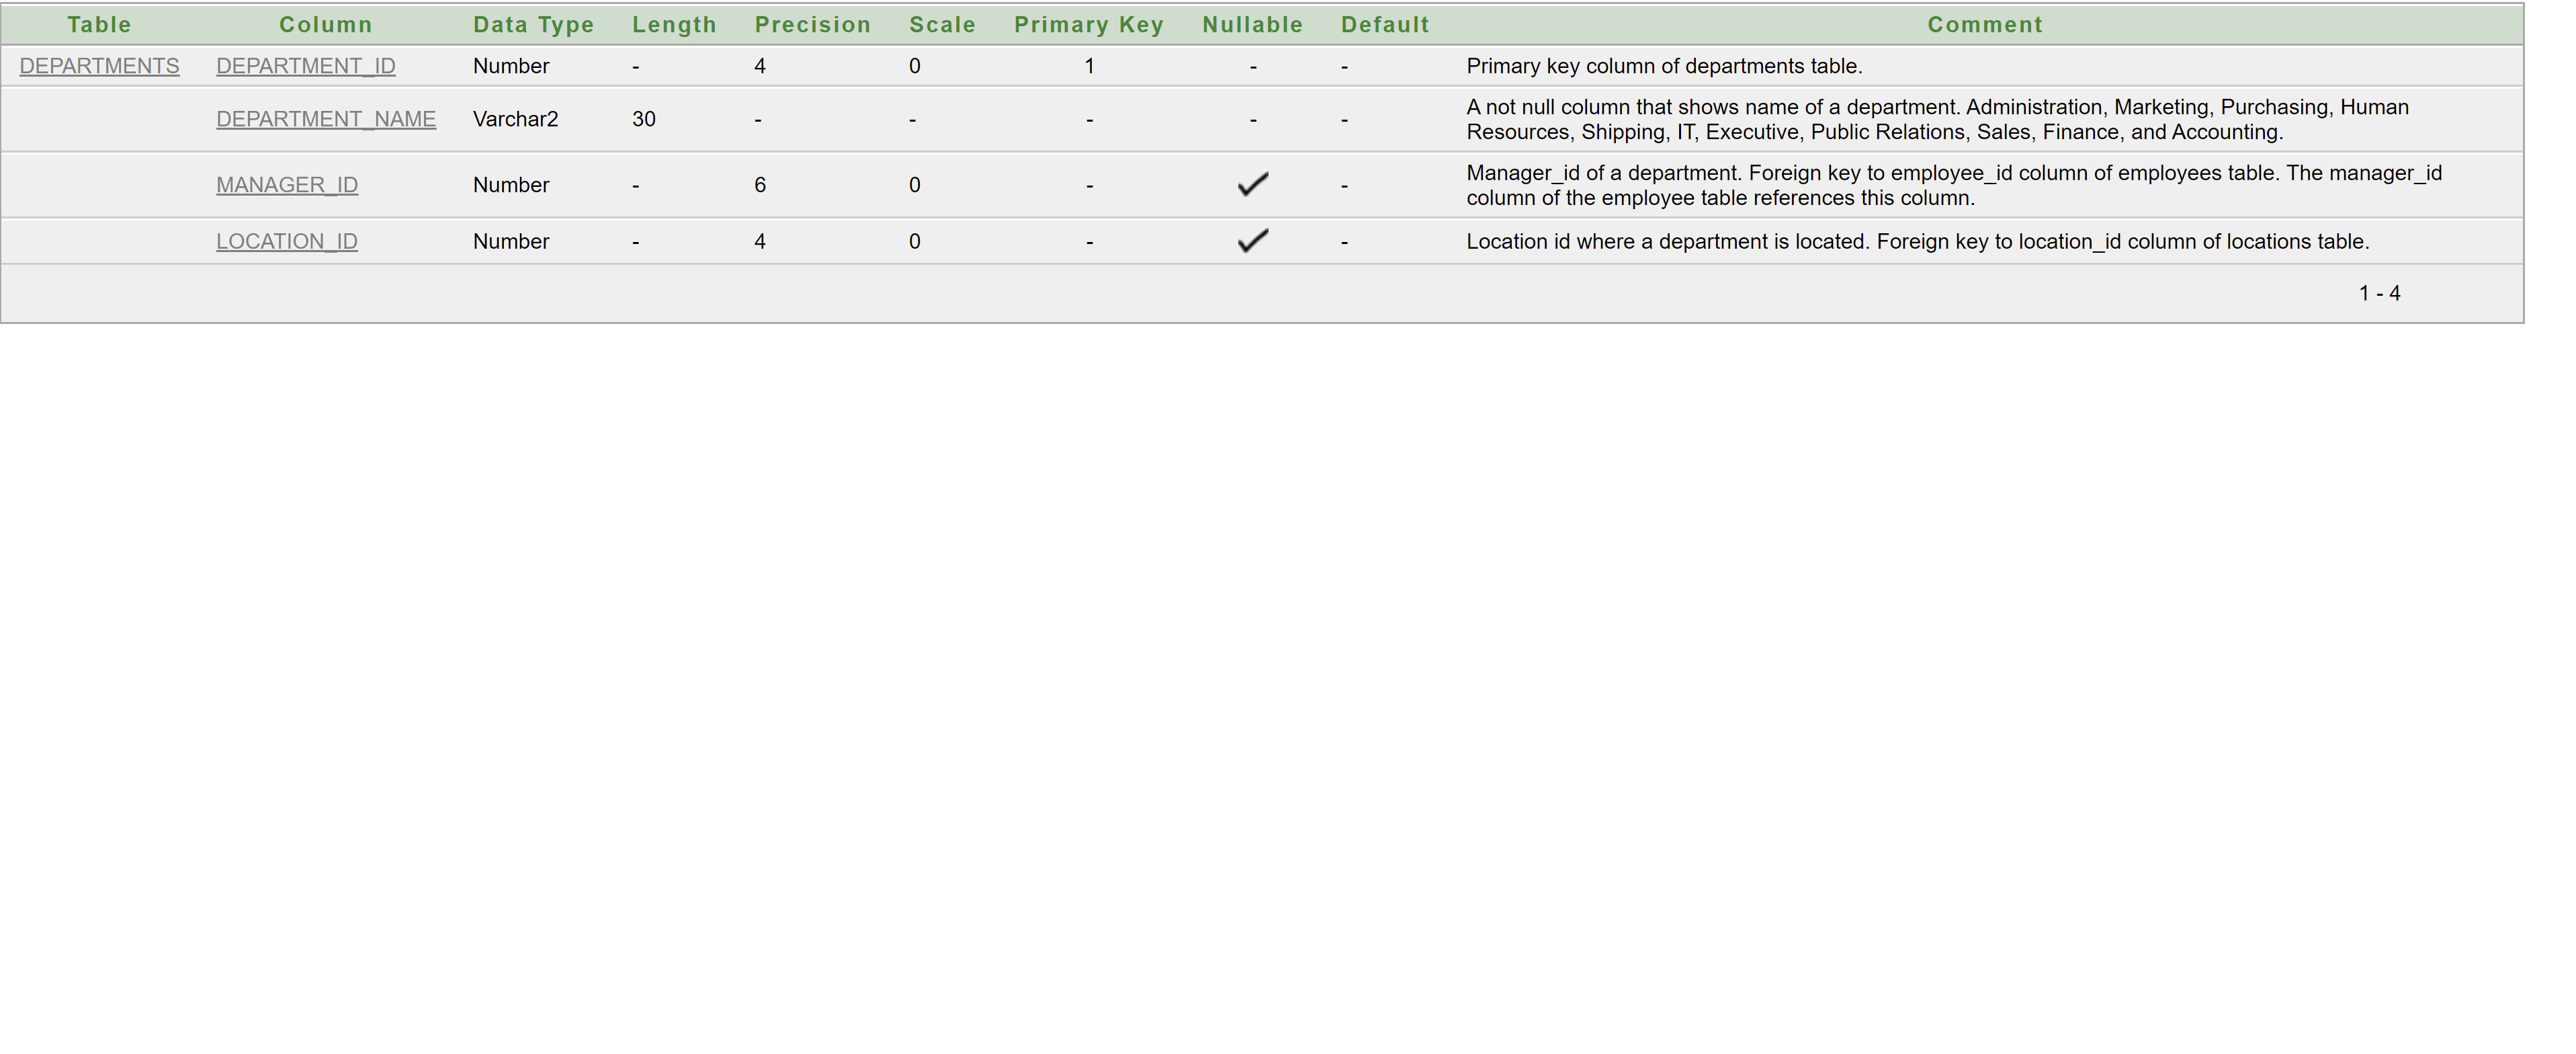 Table Column Data Type Length Precision Scale Primary Key Nullable Default Comment
DEPARTMENTS DEPARTMENT_ID Number - 4 0 1 - - Primary key column of departments table.
DEPARTMENT_NAME Varchar2 30 - - - - - A not null column that shows name of a department. Administration, Marketing, Purchasing, Human
Resources, Shipping, IT, Executive, Public Relations, Sales, Finance, and Accounting.
MANAGER_ID Number - 6 0 - ✓ - Manager_id of a department. Foreign key to employee_id column of employees table. The manager_id
column of the employee table references this column.
LOCATION_ID Number - 4 0 - ✓ - Location id where a department is located. Foreign key to location_id column of locations table.
1 - 4